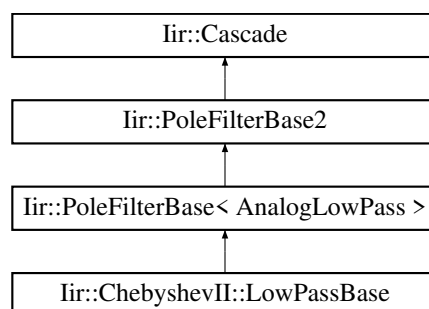 Iir::Cascade
Iir::PoleFilterBase2
Iir::PoleFilterBase< AnalogLowPass >
Iir::ChebyshevII::LowPassBase